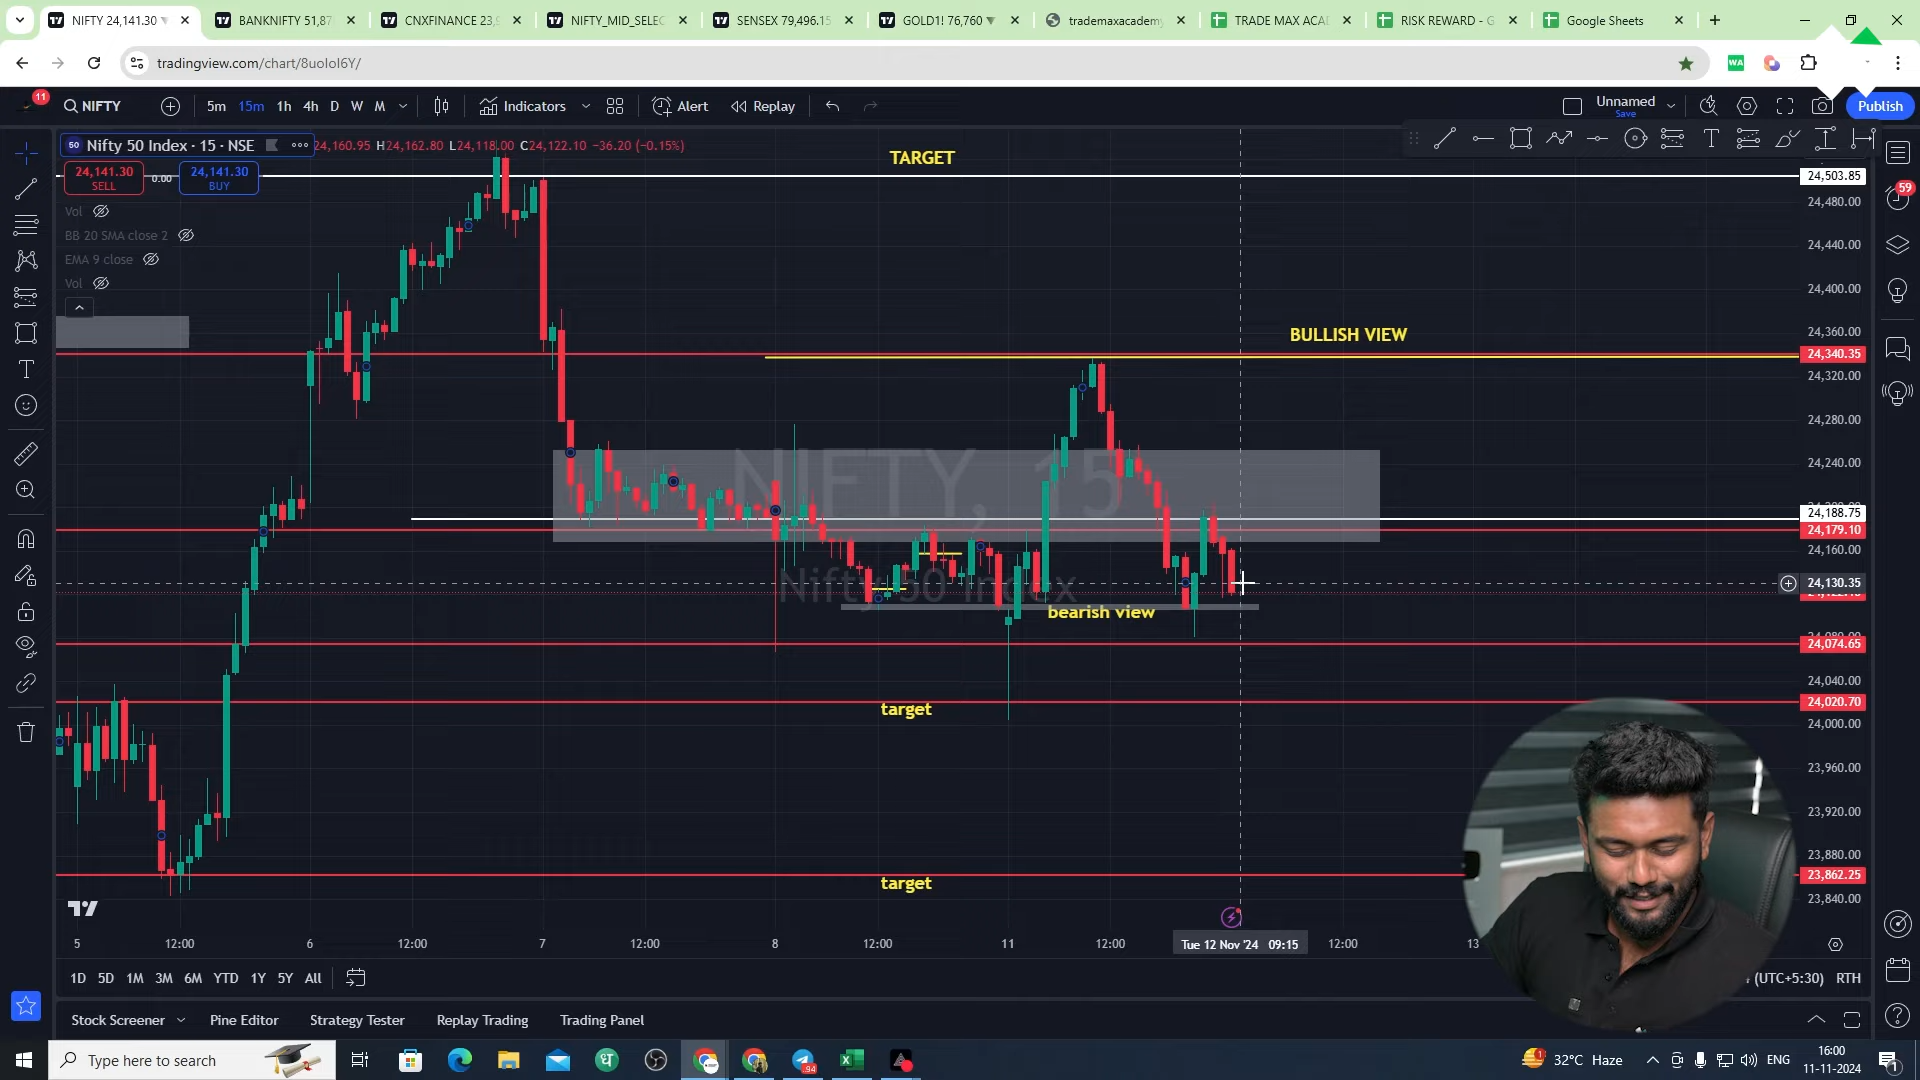 NIFTY 24,141.30
BANKNIFTY 51,87
CNXFINANCE 23,9
NIFTY_MID_SELEC
SENSEX 79,496.15
GOLD1! 76,760
trademaxacademy
TRADE MAX ACAD
RISK REWARD - G
Google Sheets
tradingview.com/chart/8uolol6Y/
WA
11
NIFTY
5m 15m 1h 4h D W M
Indicators
Alert
Replay
Unnamed
Save
Publish
50 Nifty 50 Index · 15 · NSE
24,160.95 H24,162.80 L24,118.00 C24,122.10 −36.20 (−0.15%)
24,141.30
SELL
0.00
24,141.30
BUY
Vol
BB 20 SMA close 2
EMA 9 close
Vol
TARGET
BULLISH VIEW
NIFTY, 15
Nifty 50 Index
bearish view
target
target
24,503.85
24,480.00
24,440.00
24,400.00
24,360.00
24,340.35
24,320.00
24,280.00
24,240.00
24,188.75
24,179.10
24,160.00
24,130.35
24,074.65
24,040.00
24,020.70
24,000.00
23,960.00
23,920.00
23,880.00
23,862.25
23,840.00
59
5 12:00 6 12:00 7 12:00 8 12:00 11 12:00 Tue 12 Nov '24 09:15 12:00 13
1D 5D 1M 3M 6M YTD 1Y 5Y All
(UTC+5:30) RTH
Stock Screener
Pine Editor
Strategy Tester
Replay Trading
Trading Panel
Type here to search
94
32°C Haze
ENG
16:00
11-11-2024
1